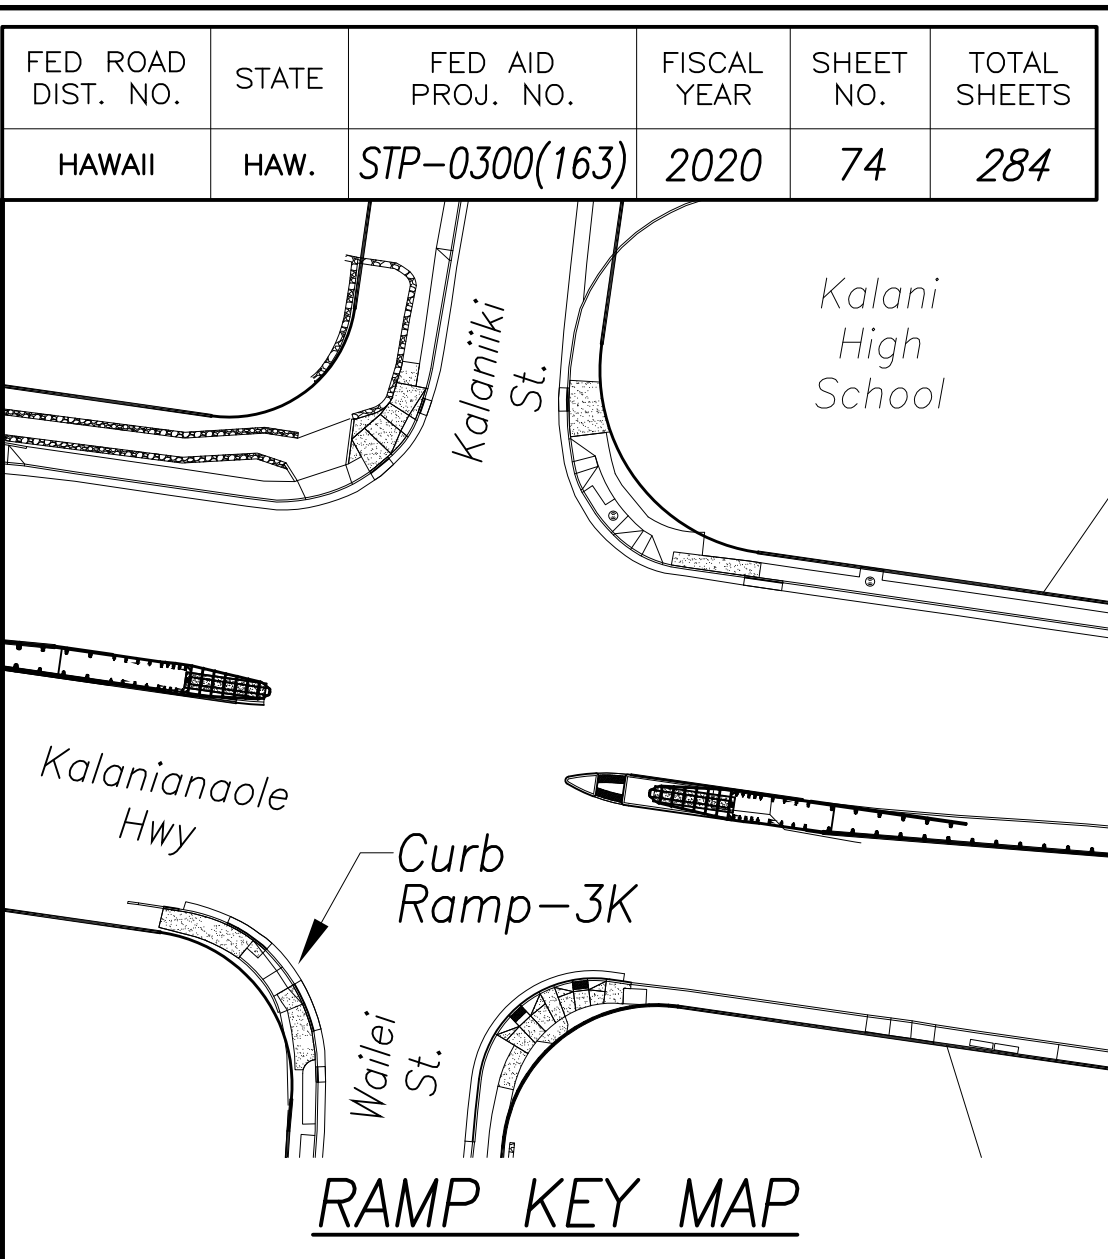 FED ROAD DIST. NO.
STATE
FED AID PROJ. NO.
FISCAL YEAR
SHEET NO.
TOTAL SHEETS
HAWAII
HAW.
STP-0300(163)
2020
74
284
Kalaniiki
St.
Kalani
High
School
Kalanianaole
Hwy
Curb
Ramp-3K
Wailei
St.
RAMP KEY MAP